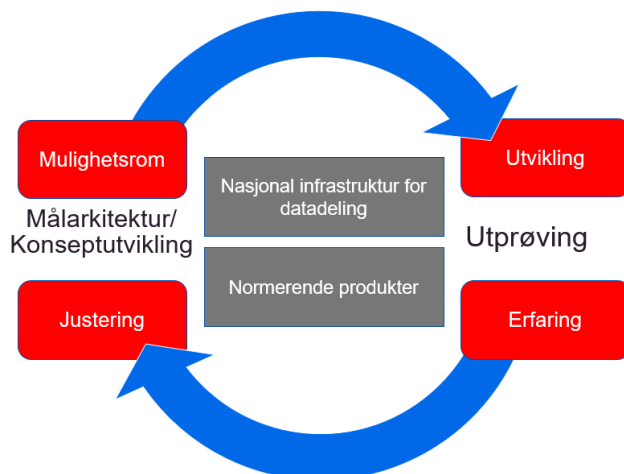 Mulighetsrom
Utvikling
Nasjonal infrastruktur for
datadeling
Målarkitektur/
Konseptutvikling
Utprøving
Normerende produkter
Justering
Erfaring